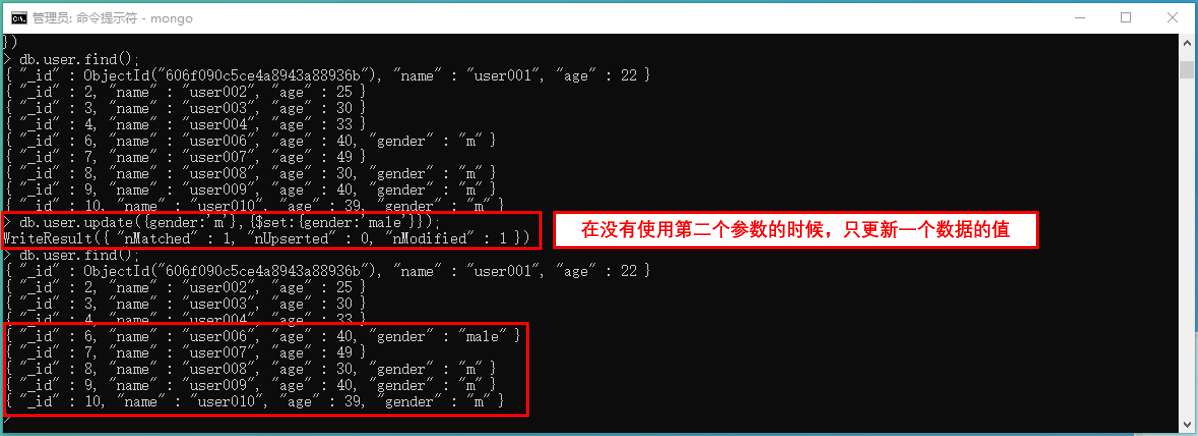 管理员: 命令提示符 - mongo
})
> db.user.find();
{ "_id" : ObjectId("606f090c5ce4a8943a88936b"), "name" : "user001", "age" : 22 }
{ "_id" : 2, "name" : "user002", "age" : 25 }
{ "_id" : 3, "name" : "user003", "age" : 30 }
{ "_id" : 4, "name" : "user004", "age" : 33 }
{ "_id" : 6, "name" : "user006", "age" : 40, "gender" : "m" }
{ "_id" : 7, "name" : "user007", "age" : 49 }
{ "_id" : 8, "name" : "user008", "age" : 30, "gender" : "m" }
{ "_id" : 9, "name" : "user009", "age" : 40, "gender" : "m" }
{ "_id" : 10, "name" : "user010", "age" : 39, "gender" : "m" }
> db.user.update({gender:'m'}, {$set:{gender:'male'}});
WriteResult({ "nMatched" : 1, "nUpserted" : 0, "nModified" : 1 })
在没有使用第二个参数的时候，只更新一个数据的值
> db.user.find();
{ "_id" : ObjectId("606f090c5ce4a8943a88936b"), "name" : "user001", "age" : 22 }
{ "_id" : 2, "name" : "user002", "age" : 25 }
{ "_id" : 3, "name" : "user003", "age" : 30 }
{ "_id" : 4, "name" : "user004", "age" : 33 }
{ "_id" : 6, "name" : "user006", "age" : 40, "gender" : "male" }
{ "_id" : 7, "name" : "user007", "age" : 49 }
{ "_id" : 8, "name" : "user008", "age" : 30, "gender" : "m" }
{ "_id" : 9, "name" : "user009", "age" : 40, "gender" : "m" }
{ "_id" : 10, "name" : "user010", "age" : 39, "gender" : "m" }
>